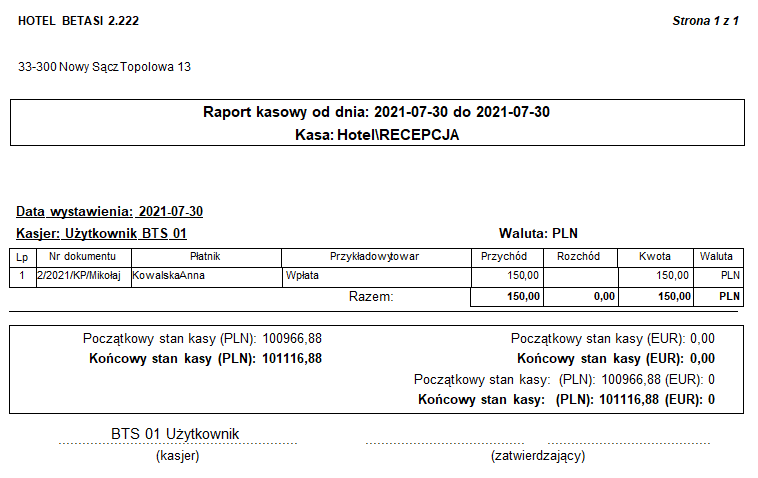 HOTEL BETASI 2.222 Strona 1 z 1
33-300 Nowy Sącz Topolowa 13
Raport kasowy od dnia: 2021-07-30 do 2021-07-30
Kasa: Hotel\RECEPCJA
Data wystawienia: 2021-07-30
Kasjer: Użytkownik BTS 01 Waluta: PLN
Lp Nr dokumentu Płatnik Przykładowytowar Przychód Rozchód Kwota Waluta
1 2/2021/KP/Mikołaj KowalskaAnna Wpłata 150,00 150,00 PLN
Razem: 150,00 0,00 150,00 PLN
Początkowy stan kasy (PLN): 100966,88 Początkowy stan kasy (EUR): 0,00
Końcowy stan kasy (PLN): 101116,88 Końcowy stan kasy (EUR): 0,00
Początkowy stan kasy: (PLN): 100966,88 (EUR): 0
Końcowy stan kasy: (PLN): 101116,88 (EUR): 0
BTS 01 Użytkownik
(kasjer) (zatwierdzający)